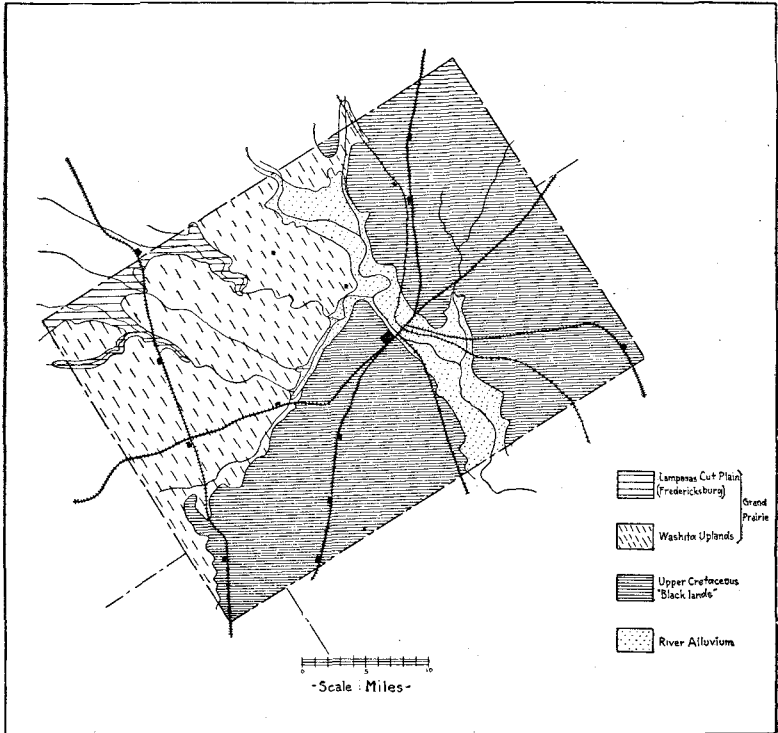 Lampasas Cut Plain
(Fredericksburg)
Grand
Prairie
Washita Uplands
Upper Cretaceous
"Black lands"
River Alluvium
0 5 10
-Scale : Miles-